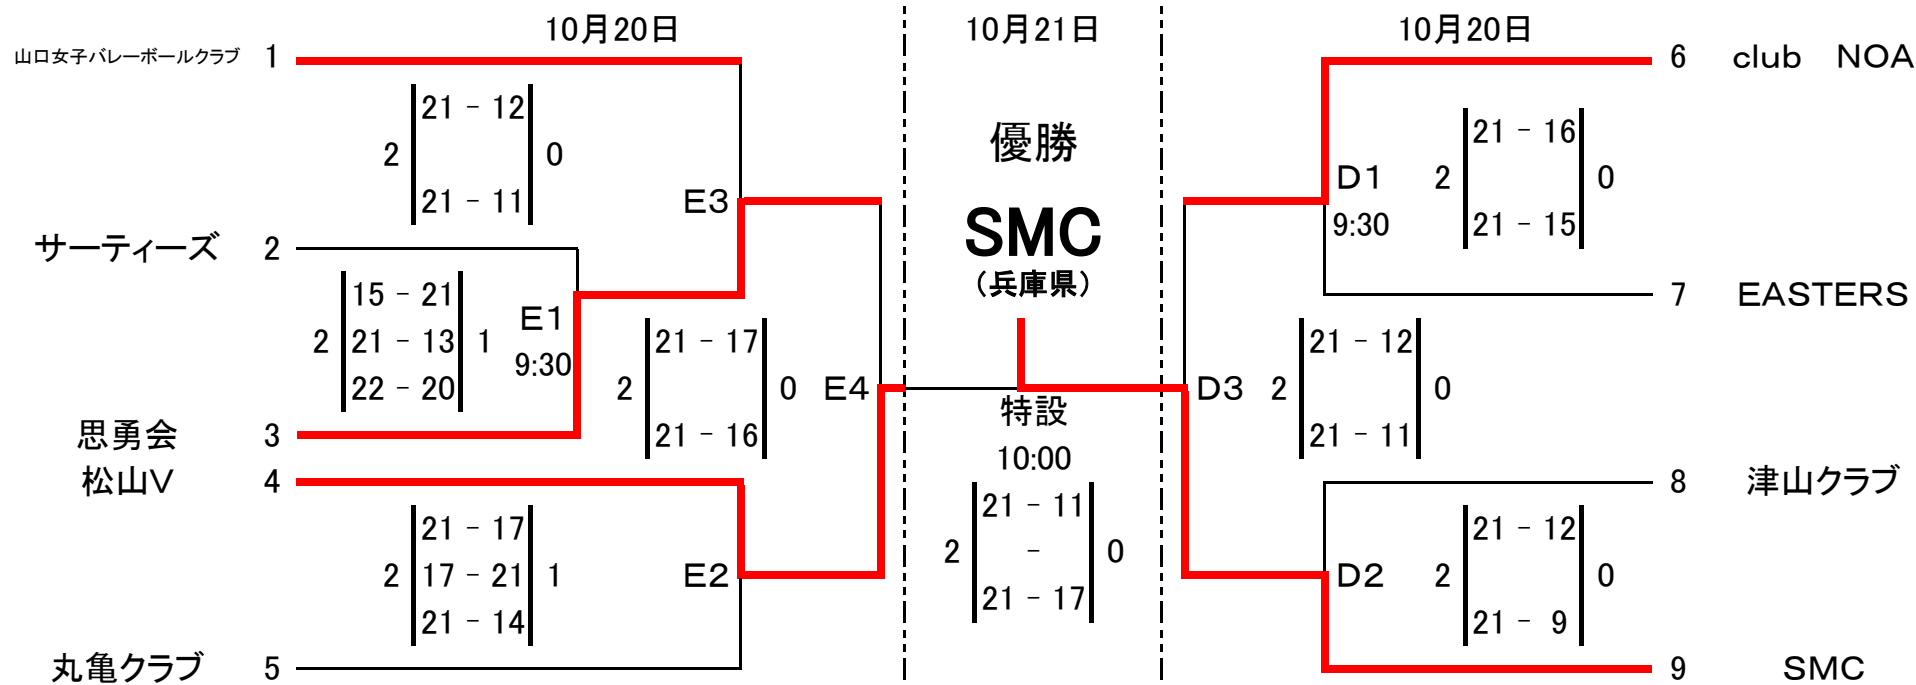 10月20日
10月21日
10月20日
山口女子バレーボールクラブ 1
6 club NOA
21 - 12
2 0
21 - 11
優勝
SMC
（兵庫県）
D1
9:30
21 - 16
2 0
21 - 15
E3
サーティーズ 2
7 EASTERS
15 - 21
2 21 - 13 1
22 - 20
E1
9:30
21 - 17
2 0
21 - 16
E4
D3
21 - 12
2 0
21 - 11
思勇会 3
松山V 4
特設
10:00
21 - 11
2 - 0
21 - 17
8 津山クラブ
21 - 17
2 17 - 21 1
21 - 14
E2
D2
21 - 12
2 0
21 - 9
丸亀クラブ 5
9 SMC